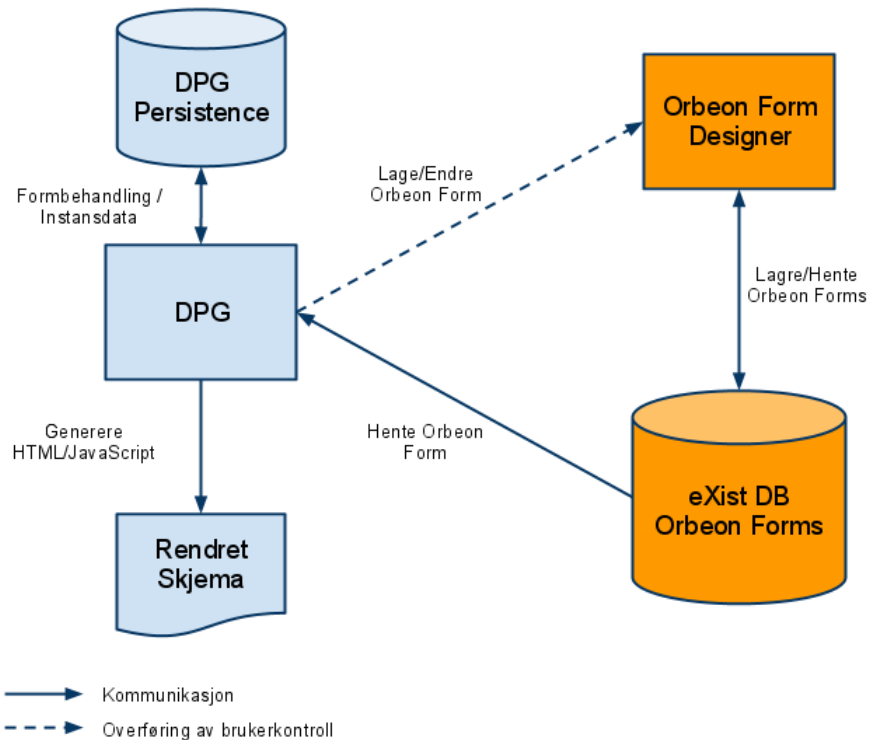 DPG
Persistence
Orbeon Form
Designer
Lage/Endre
Orbeon Form
Formbehandling /
Instansdata
Lagre/Hente
Orbeon Forms
DPG
Generere
HTML/JavaScript
Hente Orbeon
Form
eXist DB
Orbeon Forms
Rendret
Skjema
Kommunikasjon
Overføring av brukerkontroll